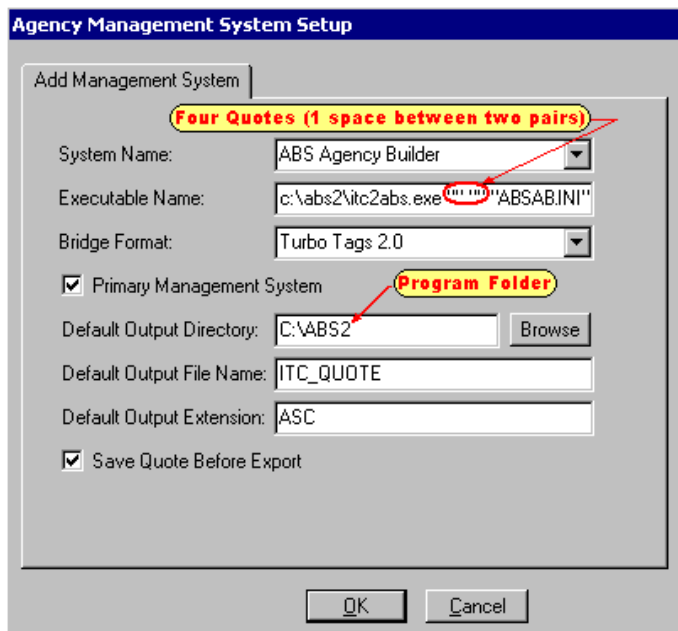 Agency Management System Setup
Add Management System
Four Quotes (1 space between two pairs)
System Name: ABS Agency Builder
Executable Name: c:\abs2\itc2abs.exe "" "" "ABSAB.INI"
Bridge Format: Turbo Tags 2.0
Primary Management System
Program Folder
Default Output Directory: C:\ABS2 Browse
Default Output File Name: ITC_QUOTE
Default Output Extension: ASC
Save Quote Before Export
OK Cancel